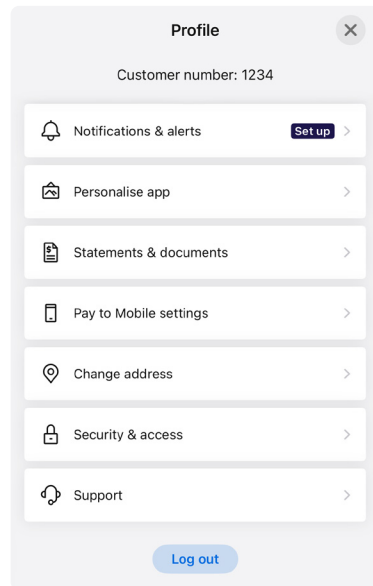 Profile
Customer number: 1234
Notifications & alerts Set up
Personalise app
Statements & documents
Pay to Mobile settings
Change address
Security & access
Support
Log out